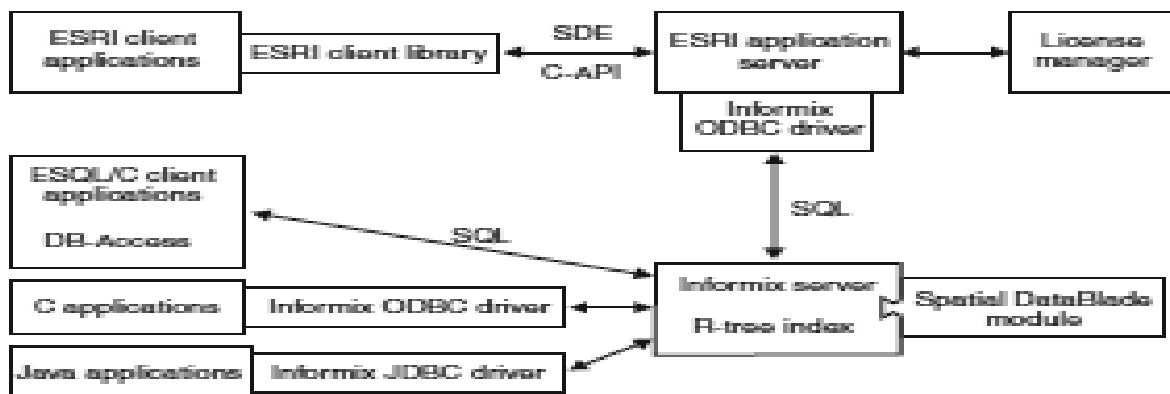 ESRI client
applications
ESRI client library
SDE
C-API
ESRI application
server
License
manager
Informix
ODBC driver
SQL
ESQL/C client
applications
DB-Access
SQL
Informix server
R-tree index
Spatial DataBlade
module
C applications
Informix ODBC driver
Java applications
Informix JDBC driver